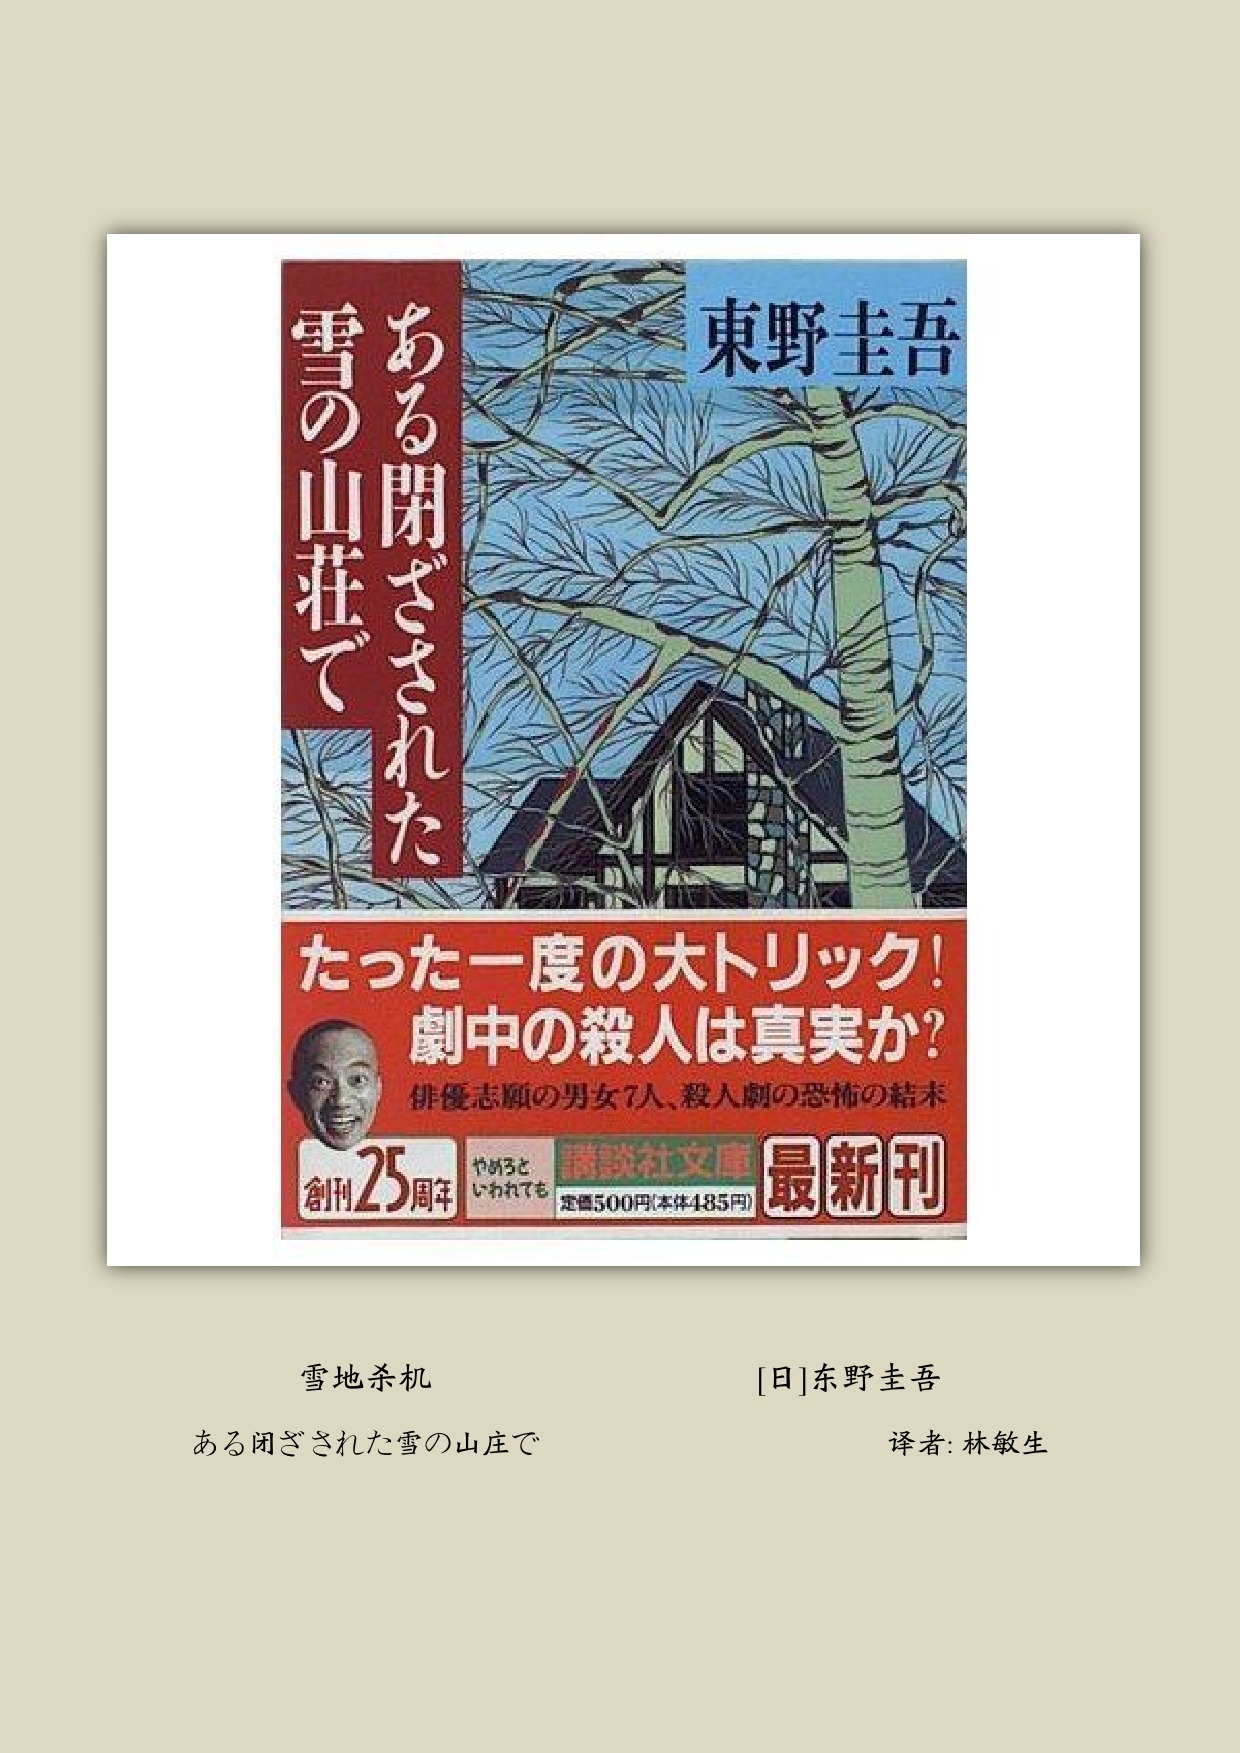 東野圭吾
ある閉ざされた
雪の山荘で
たった一度の大トリック!
劇中の殺人は真実か?
俳優志願の男女7人、殺人劇の恐怖の結末
創刊25周年
やめろと
いわれても
講談社文庫
定価500円(本体485円)
最新刊
雪地杀机
[日]东野圭吾
ある闭ざされた雪の山庄で
译者: 林敏生